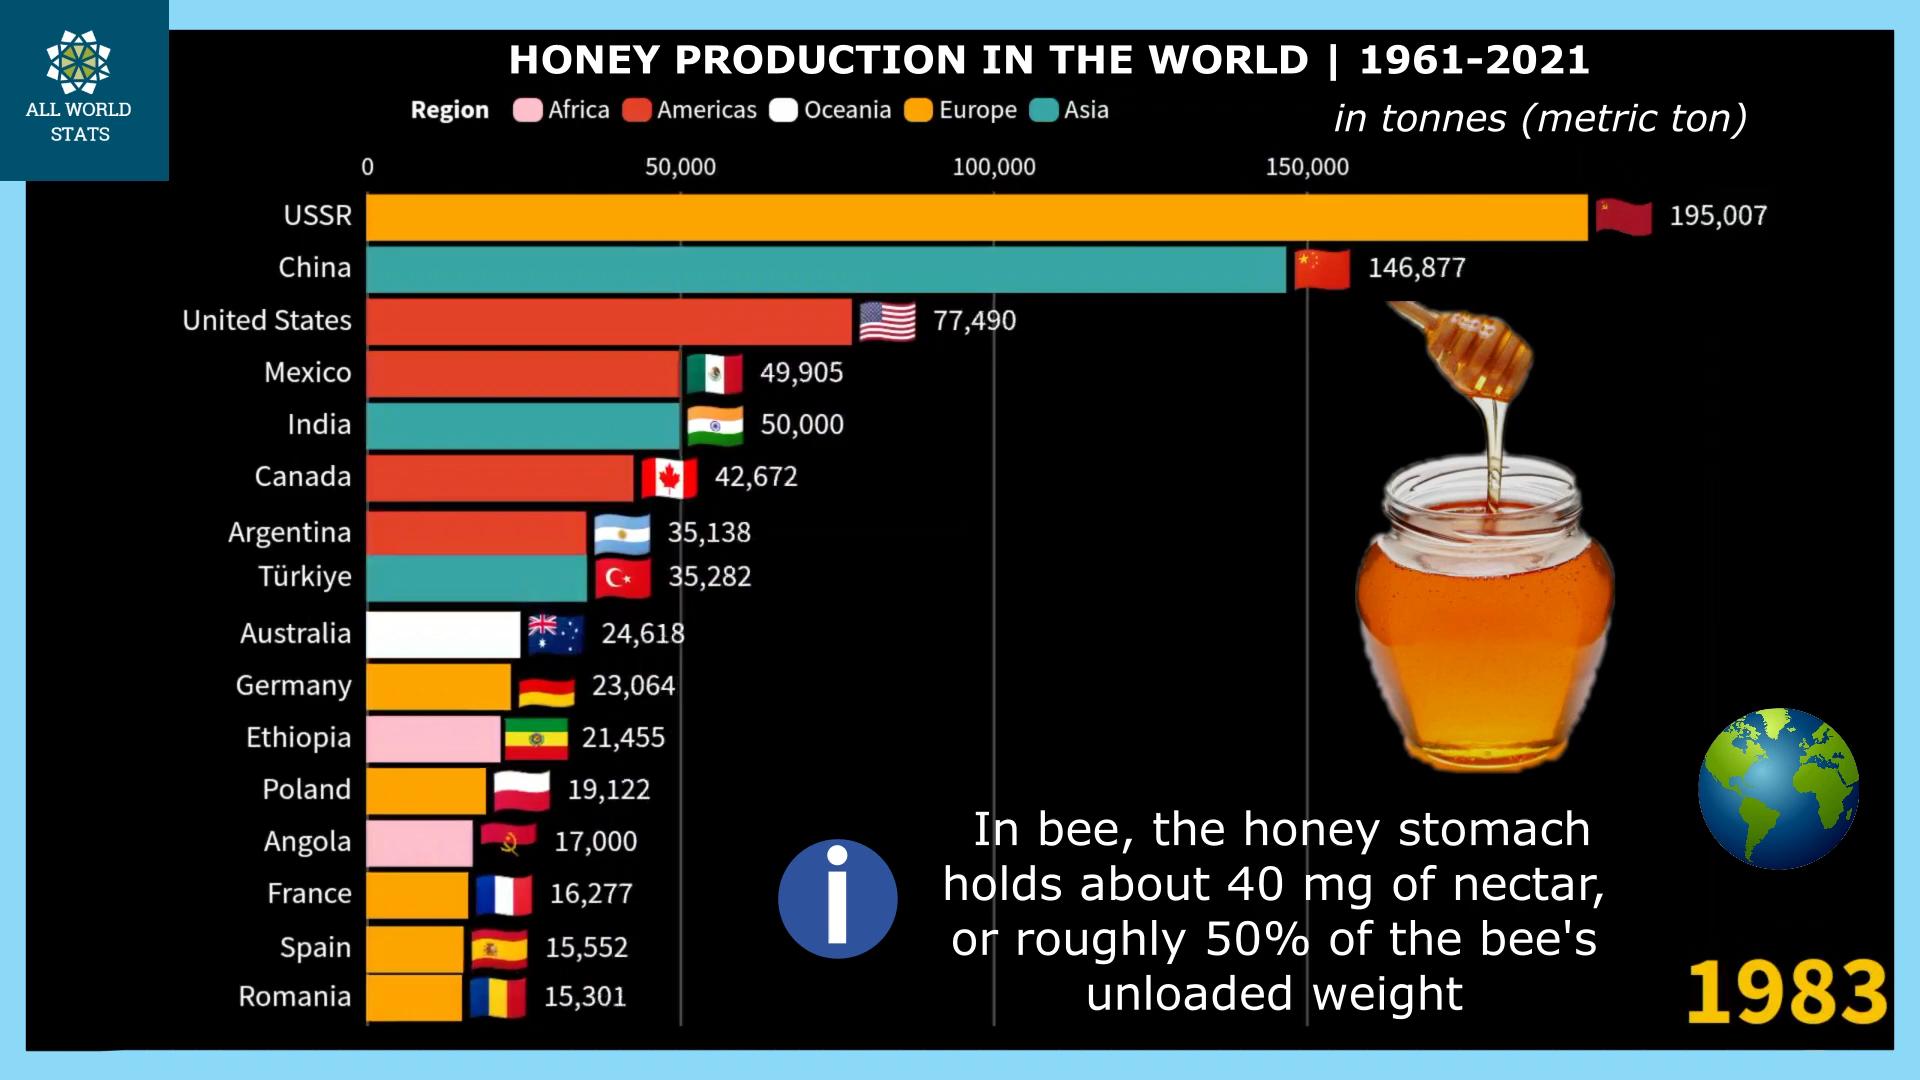 ALL WORLD
STATS
HONEY PRODUCTION IN THE WORLD | 1961-2021
Region Africa Americas Oceania Europe Asia
in tonnes (metric ton)
0 50,000 100,000 150,000
USSR 195,007
China 146,877
United States 77,490
Mexico 49,905
India 50,000
Canada 42,672
Argentina 35,138
Türkiye 35,282
Australia 24,618
Germany 23,064
Ethiopia 21,455
Poland 19,122
Angola 17,000
France 16,277
Spain 15,552
Romania 15,301
i
In bee, the honey stomach
holds about 40 mg of nectar,
or roughly 50% of the bee's
unloaded weight
1983